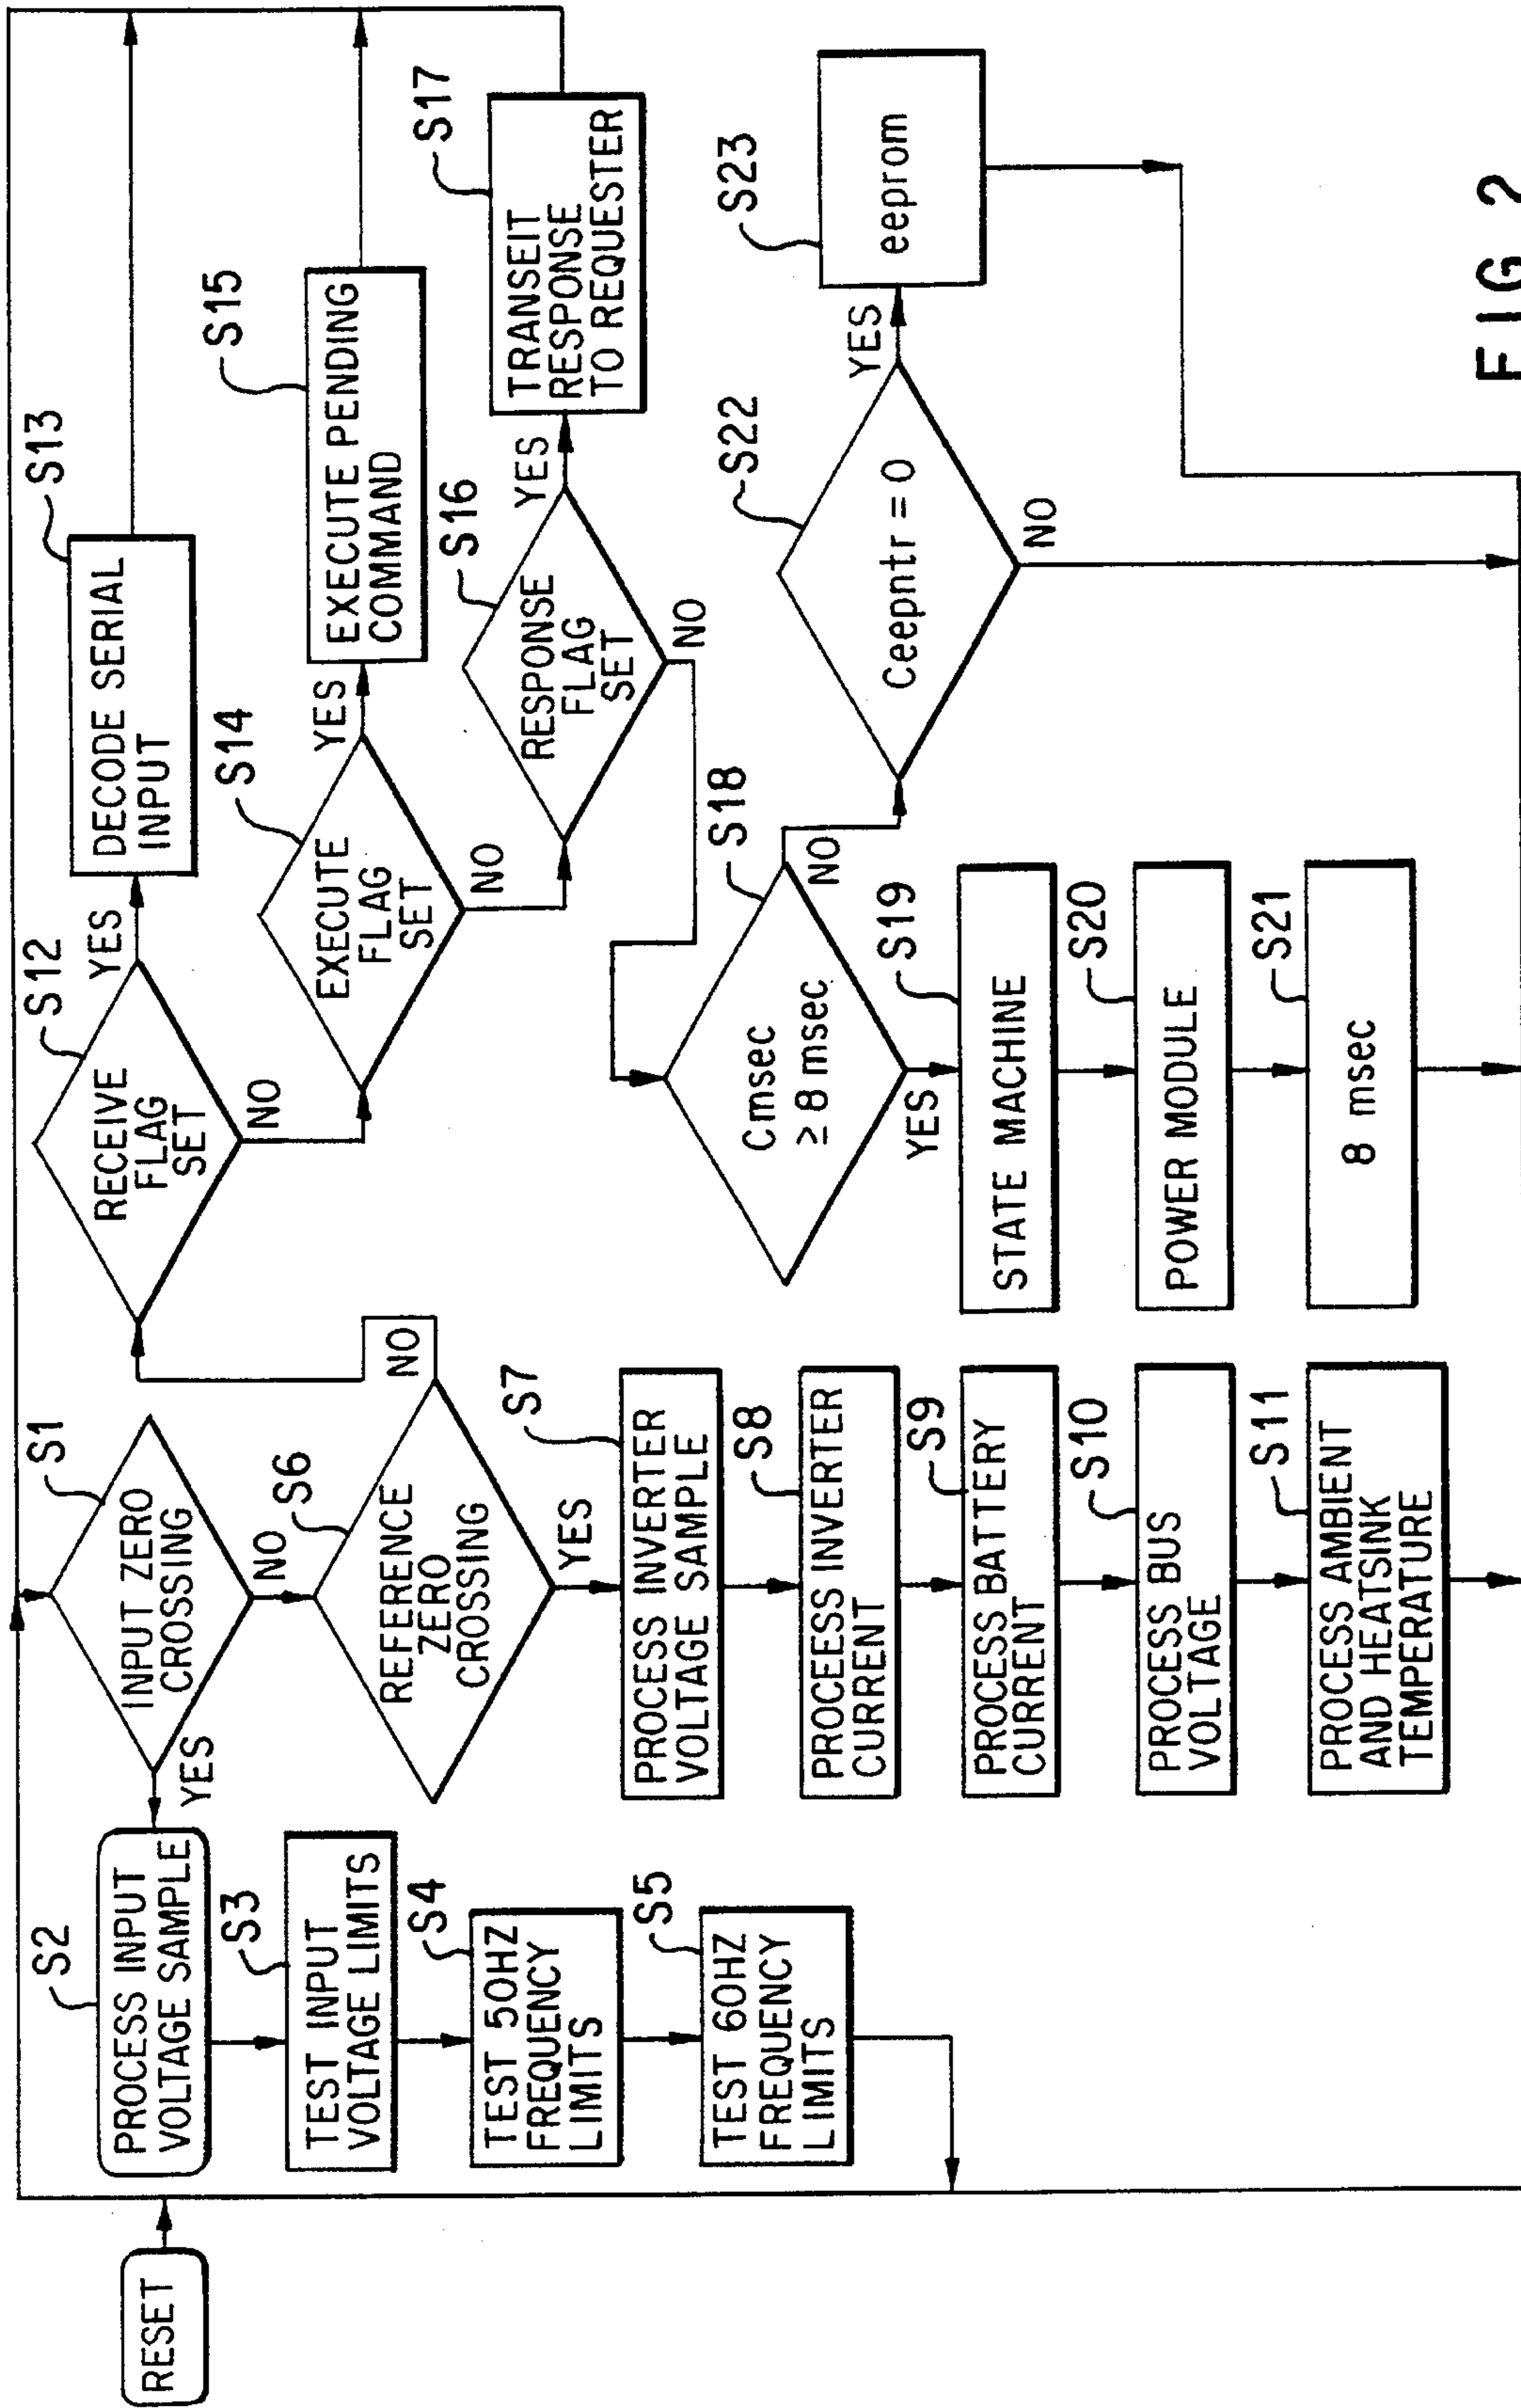 RESET
S1
INPUT ZERO
CROSSING
YES
NO
S2
PROCESS INPUT
VOLTAGE SAMPLE
S3
TEST INPUT
VOLTAGE LIMITS
S4
TEST 50HZ
FREQUENCY
LIMITS
S5
TEST 60HZ
FREQUENCY
LIMITS
S6
REFERENCE
ZERO
CROSSING
NO
YES
S7
PROCESS INVERTER
VOLTAGE SAMPLE
S8
PROCEESS INVERTER
CURRENT
S9
PROCESS BATTERY
CURRENT
S10
PROCESS BUS
VOLTAGE
S11
PROCESS AMBIENT
AND HEATSINK
TEMPERATURE
S12
RECEIVE
FLAG
SET
YES
NO
S13
DECODE SERIAL
INPUT
S14
EXECUTE
FLAG
SET
YES
NO
S15
EXECUTE PENDING
COMMAND
S16
RESPONSE
FLAG
SET
YES
NO
S17
TRANSEIT
RESPONSE
TO REQUESTER
S18
Cmsec
≥ 8 msec
NO
YES
S19
STATE MACHINE
S20
POWER MODULE
S21
8 msec
S22
Ceepntr = 0
YES
NO
S23
eeprom
FIG 2